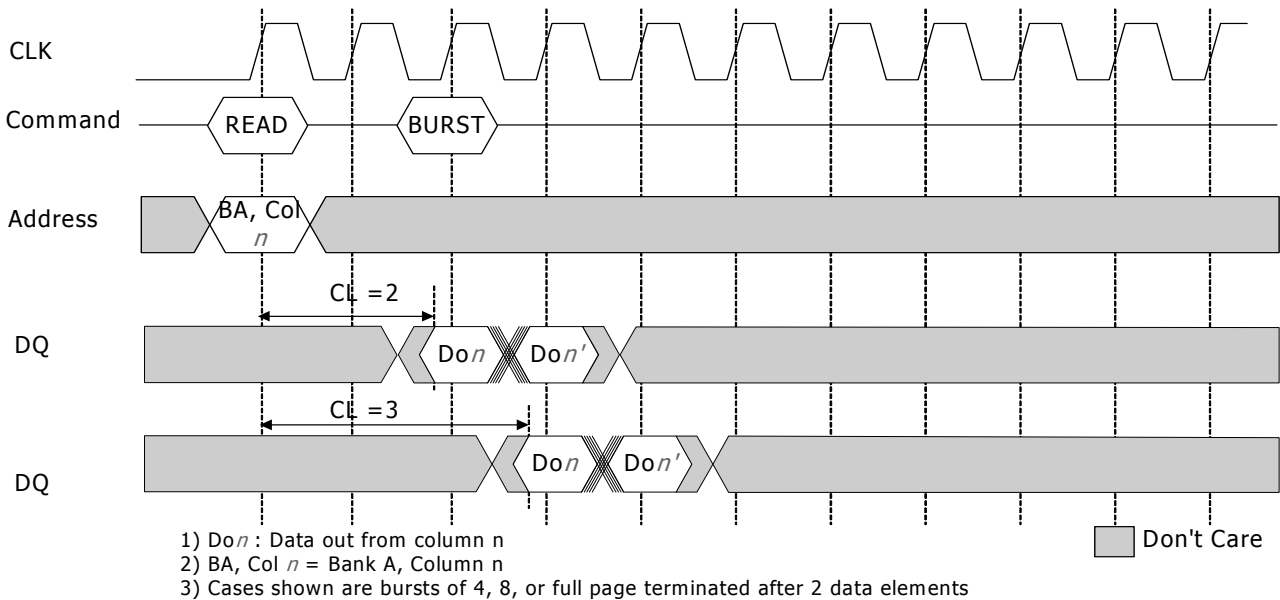 CLK
Command
READ
BURST
Address
BA, Col
n
CL =2
DQ
Don
Don'
CL =3
DQ
Don
Don'
1) Don : Data out from column n
2) BA, Col n = Bank A, Column n
3) Cases shown are bursts of 4, 8, or full page terminated after 2 data elements
Don't Care